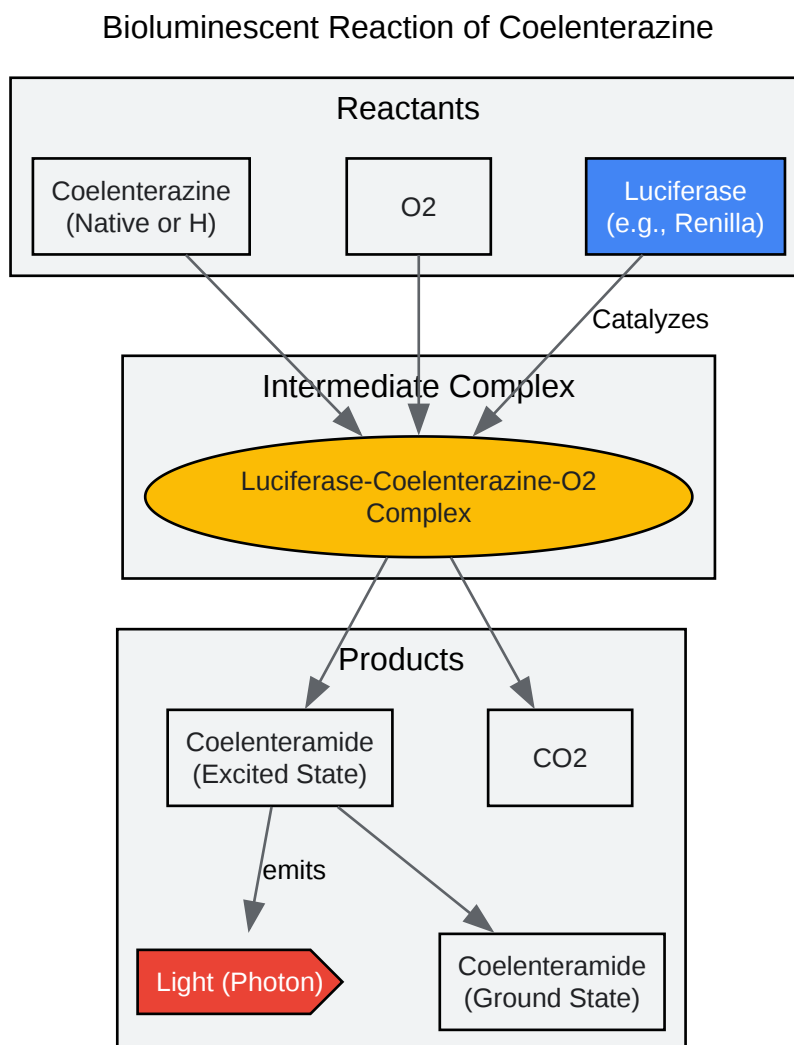 Bioluminescent Reaction of Coelenterazine
Reactants
Coelenterazine
(Native or H)
O2
Luciferase
(e.g., Renilla)
Catalyzes
Intermediate Complex
Luciferase-Coelenterazine-O2
Complex
Products
Coelenteramide
(Excited State)
CO2
emits
Light (Photon)
Coelenteramide
(Ground State)